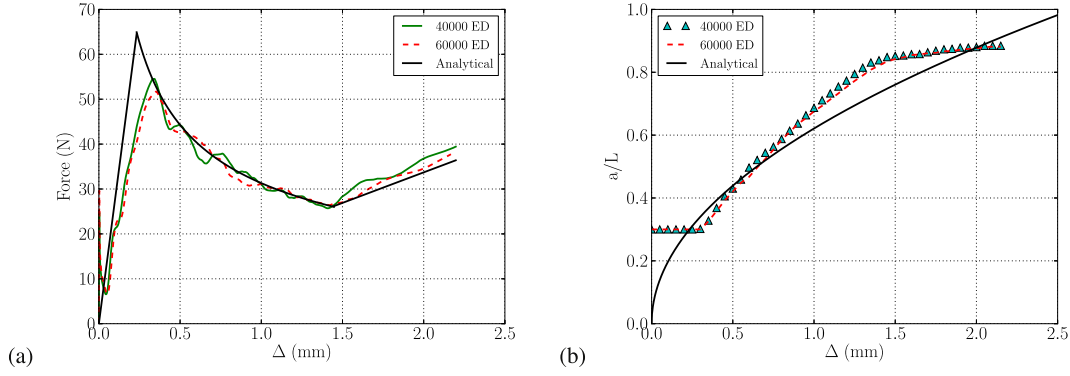 70
60
50
40
30
20
10
0
Force (N)
0.0 0.5 1.0 1.5 2.0 2.5
Δ (mm)
40000 ED
60000 ED
Analytical
(a)
1.0
0.8
0.6
0.4
0.2
0.0
a/L
0.0 0.5 1.0 1.5 2.0 2.5
Δ (mm)
40000 ED
60000 ED
Analytical
(b)